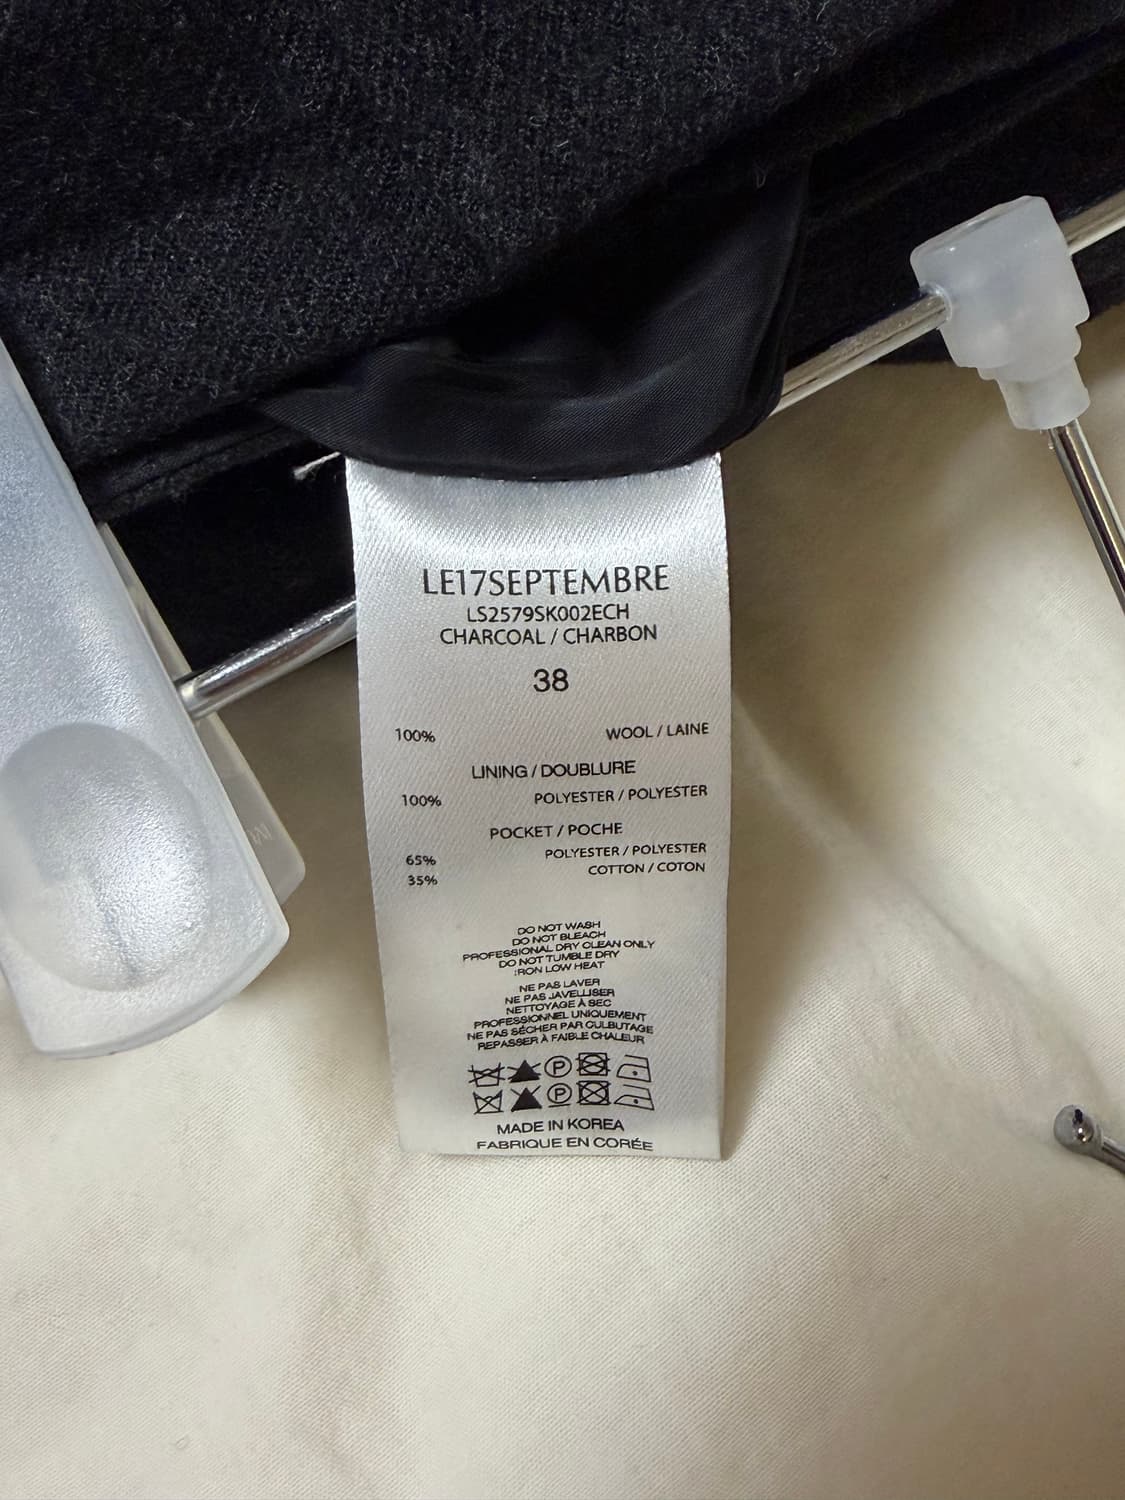 LE17SEPTEMBRE
LS2579SK002ECH
CHARCOAL / CHARBON
38
100% WOOL / LAINE
LINING / DOUBLURE
100% POLYESTER / POLYESTER
POCKET / POCHE
65% POLYESTER / POLYESTER
35% COTTON / COTON
DO NOT WASH
DO NOT BLEACH
PROFESSIONAL DRY CLEAN ONLY
DO NOT TUMBLE DRY
IRON LOW HEAT
NE PAS LAVER
NE PAS JAVELLISER
NETTOYAGE À SEC
PROFESSIONNEL UNIQUEMENT
NE PAS SÉCHER PAR CULBUTAGE
REPASSER À FAIBLE CHALEUR
P
P
MADE IN KOREA
FABRIQUE EN CORÉE